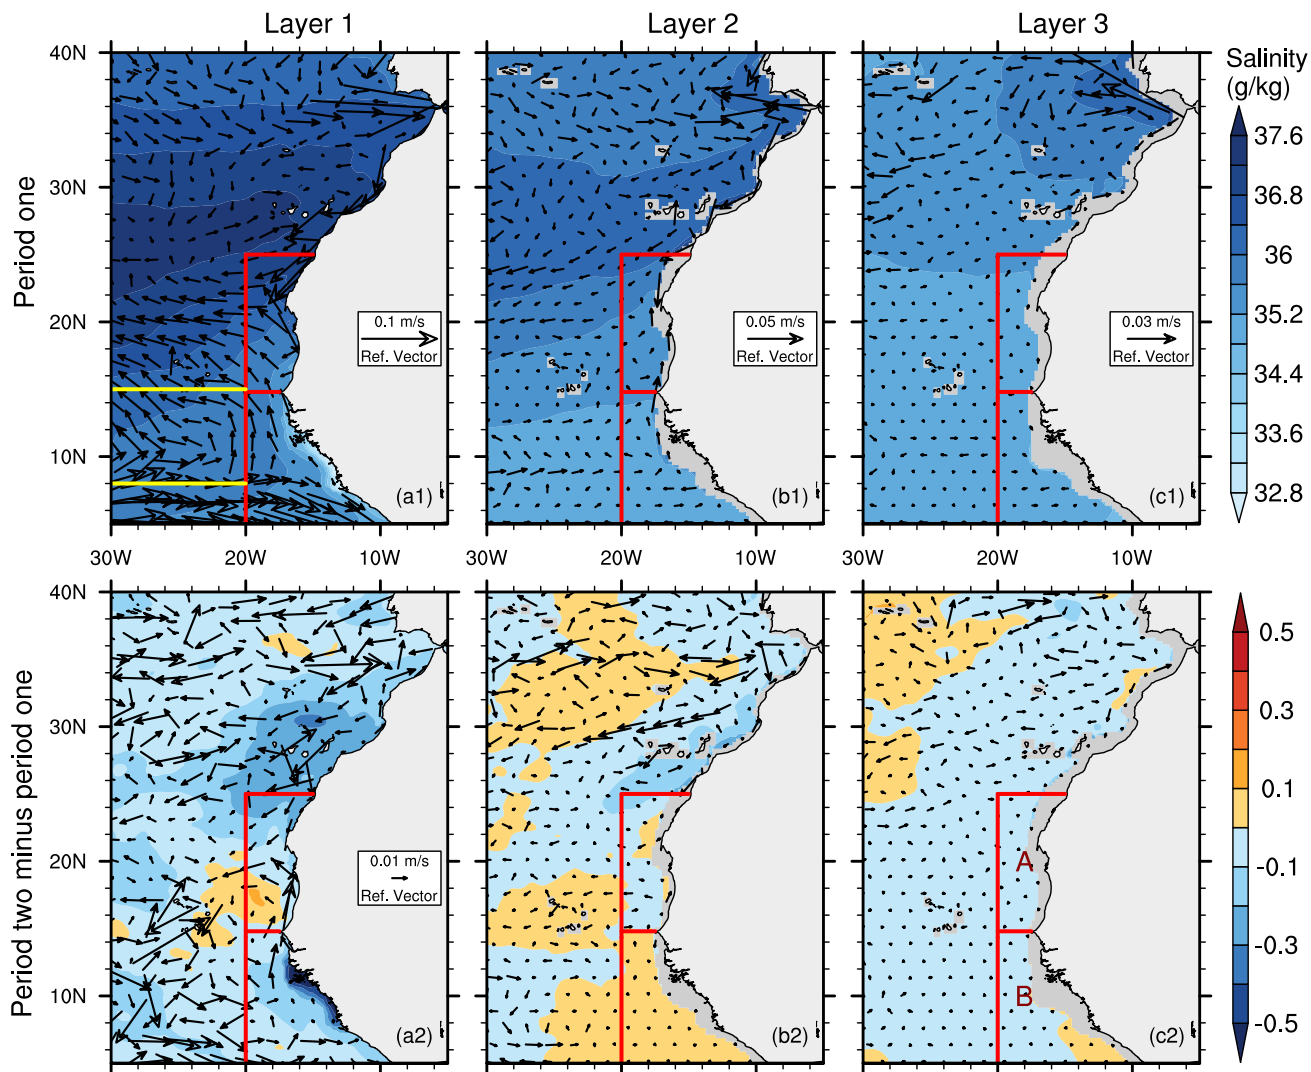 Layer 1
Layer 2
Layer 3
Period one
40N
30N
20N
10N
0.1 m/s
Ref. Vector
(a1)
0.05 m/s
Ref. Vector
(b1)
0.03 m/s
Ref. Vector
(c1)
Salinity
(g/kg)
37.6
36.8
36
35.2
34.4
33.6
32.8
30W
20W
10W
30W
20W
10W
30W
20W
10W
Period two minus period one
40N
30N
20N
10N
0.01 m/s
Ref. Vector
(a2)
(b2)
A
B
(c2)
0.5
0.3
0.1
-0.1
-0.3
-0.5